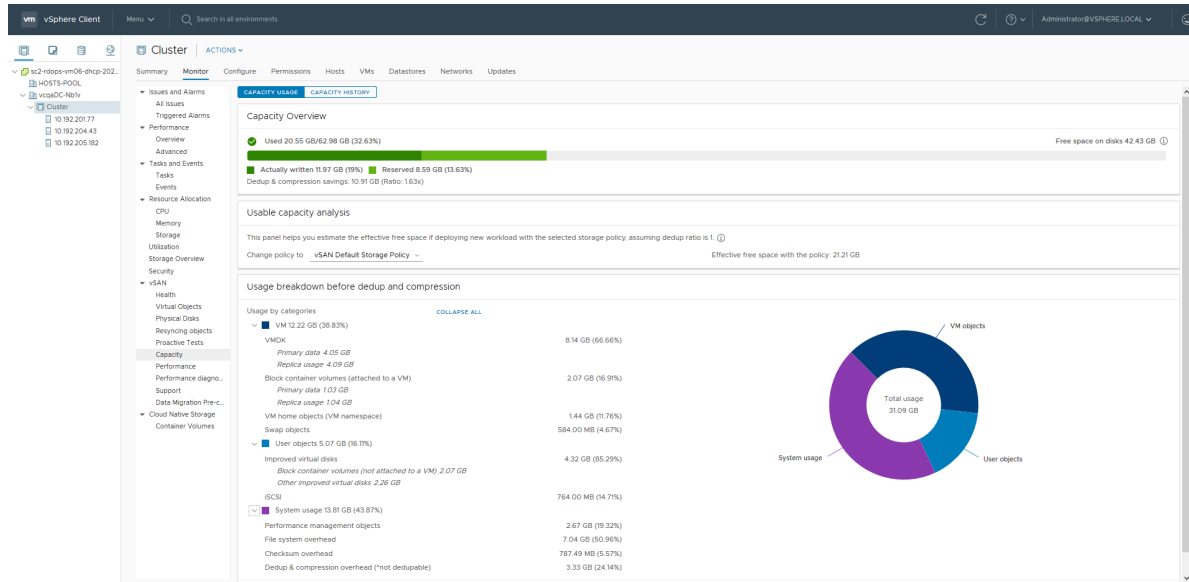 vm vSphere Client Menu Search in all environments Administrator@VSPHERE.LOCAL
sc2-rdops-vm06-dhcp-202...
HOSTS-POOL
vcqaDC-Nb1v
Cluster
10.192.201.77
10.192.204.43
10.192.205.182
Cluster ACTIONS
Summary Monitor Configure Permissions Hosts VMs Datastores Networks Updates
Issues and Alarms
All Issues
Triggered Alarms
Performance
Overview
Advanced
Tasks and Events
Tasks
Events
Resource Allocation
CPU
Memory
Storage
Utilization
Storage Overview
Security
vSAN
Health
Virtual Objects
Physical Disks
Resyncing objects
Proactive Tests
Capacity
Performance
Performance diagno...
Support
Data Migration Pre-c...
Cloud Native Storage
Container Volumes
CAPACITY USAGE CAPACITY HISTORY
Capacity Overview
Used 20.55 GB/62.98 GB (32.63%) Free space on disks 42.43 GB
Actually written 11.97 GB (19%) Reserved 8.59 GB (13.63%)
Dedup & compression savings: 10.91 GB (Ratio: 1.63x)
Usable capacity analysis
This panel helps you estimate the effective free space if deploying new workload with the selected storage policy, assuming dedup ratio is 1.
Change policy to vSAN Default Storage Policy Effective free space with the policy: 21.21 GB
Usage breakdown before dedup and compression
Usage by categories COLLAPSE ALL
VM 12.22 GB (38.83%)
VMDK 8.14 GB (66.66%)
Primary data 4.05 GB
Replica usage 4.09 GB
Block container volumes (attached to a VM) 2.07 GB (16.91%)
Primary data 1.03 GB
Replica usage 1.04 GB
VM home objects (VM namespace) 1.44 GB (11.76%)
Swap objects 584.00 MB (4.67%)
User objects 5.07 GB (16.11%)
Improved virtual disks 4.32 GB (85.29%)
Block container volumes (not attached to a VM) 2.07 GB
Other improved virtual disks 2.26 GB
iSCSI 764.00 MB (14.71%)
System usage 13.81 GB (43.87%)
Performance management objects 2.67 GB (19.32%)
File system overhead 7.04 GB (50.96%)
Checksum overhead 787.49 MB (5.57%)
Dedup & compression overhead (*not dedupable) 3.33 GB (24.14%)
VM objects
Total usage
31.09 GB
System usage
User objects